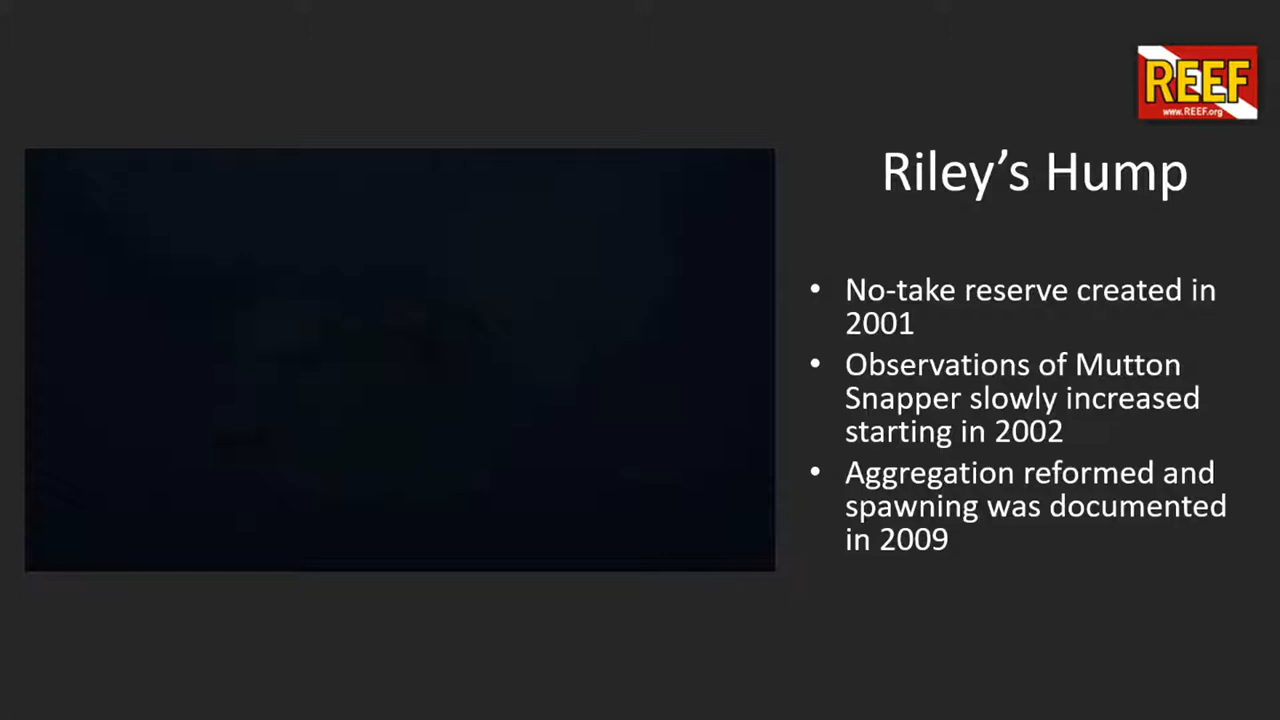 REEF
www.REEF.org
Riley’s Hump
• No-take reserve created in
2001
• Observations of Mutton
Snapper slowly increased
starting in 2002
• Aggregation reformed and
spawning was documented
in 2009